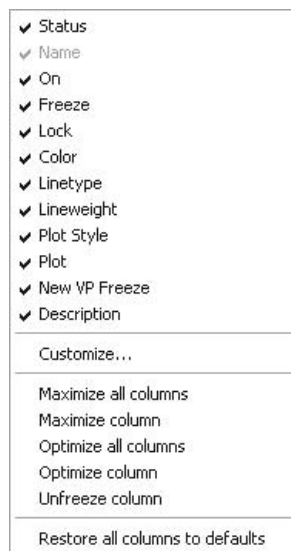 Status
Name
On
Freeze
Lock
Color
Linetype
Lineweight
Plot Style
Plot
New VP Freeze
Description
Customize...
Maximize all columns
Maximize column
Optimize all columns
Optimize column
Unfreeze column
Restore all columns to defaults